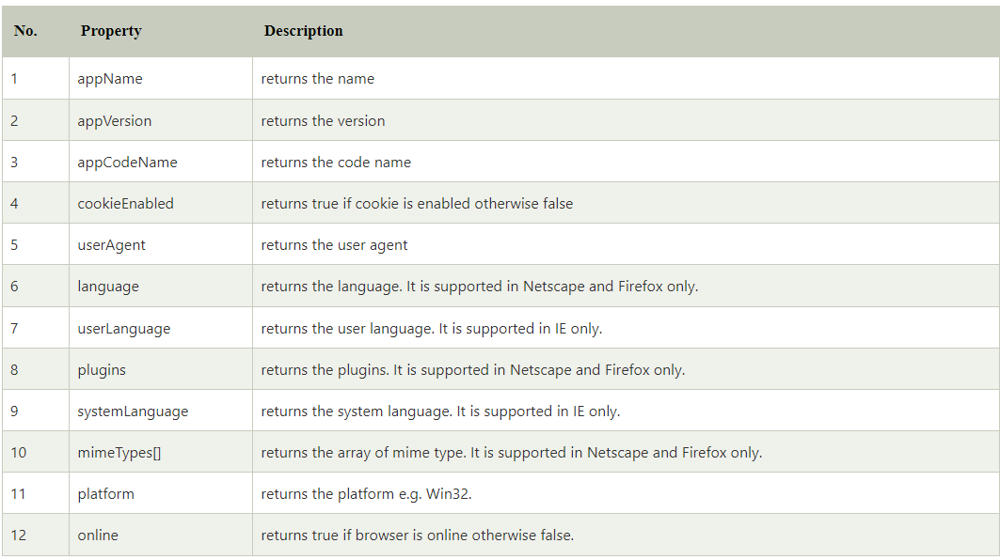 No. Property Description
1 appName returns the name
2 appVersion returns the version
3 appCodeName returns the code name
4 cookieEnabled returns true if cookie is enabled otherwise false
5 userAgent returns the user agent
6 language returns the language. It is supported in Netscape and Firefox only.
7 userLanguage returns the user language. It is supported in IE only.
8 plugins returns the plugins. It is supported in Netscape and Firefox only.
9 systemLanguage returns the system language. It is supported in IE only.
10 mimeTypes[] returns the array of mime type. It is supported in Netscape and Firefox only.
11 platform returns the platform e.g. Win32.
12 online returns true if browser is online otherwise false.